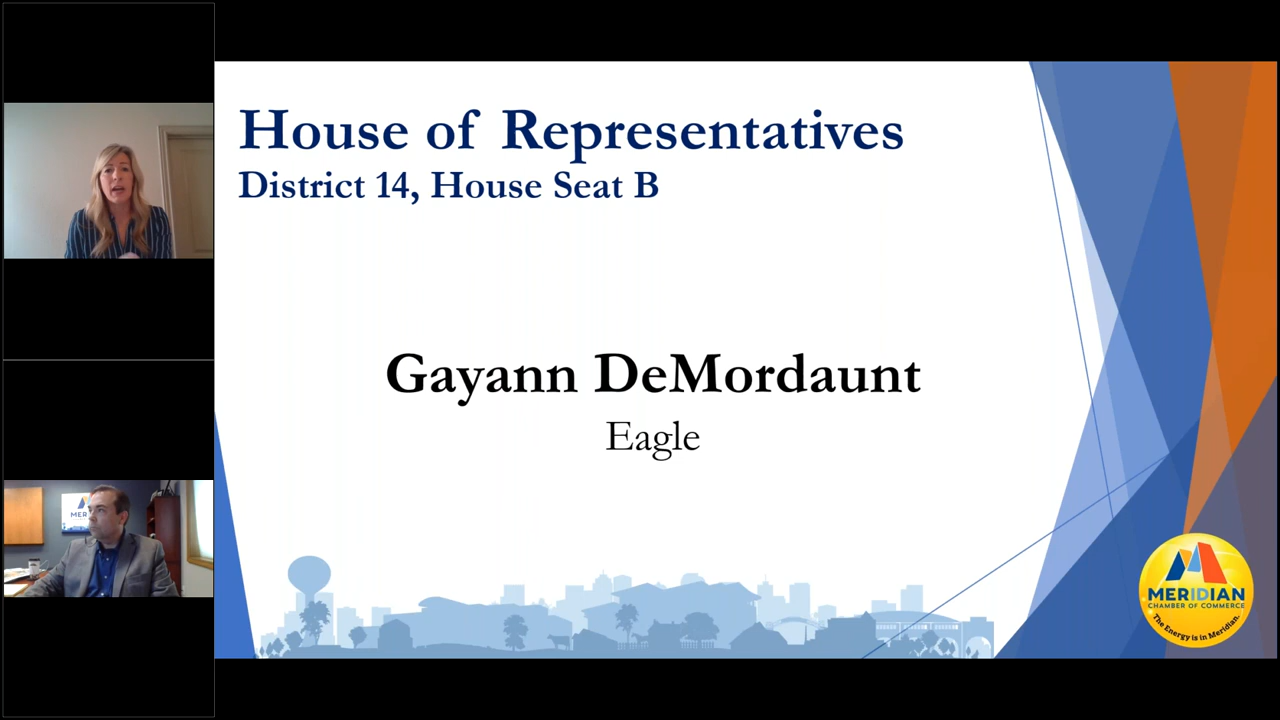 House of Representatives
District 14, House Seat B
Gayann DeMordaunt
Eagle
MERIDIAN
CHAMBER OF COMMERCE
The Energy is in Meridian.
MER